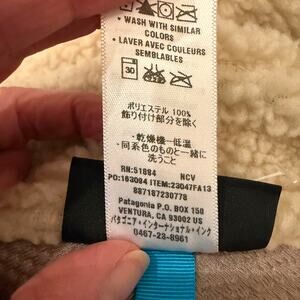 • WASH WITH SIMILAR
COLORS
• LAVER AVEC COULEURS
SEMBLABLES
30
ポリエステル 100%
飾り付け部分を除く
・乾燥機ー低温
・同系色のものと一緒に
洗うこと
RN:51884 NCV
PO:163094 ITEM:23047FA13
887187230778
Patagonia P.O. BOX 150
VENTURA, CA 93002 US
パタゴニア・インターナショナル・インク
0467-23-8961